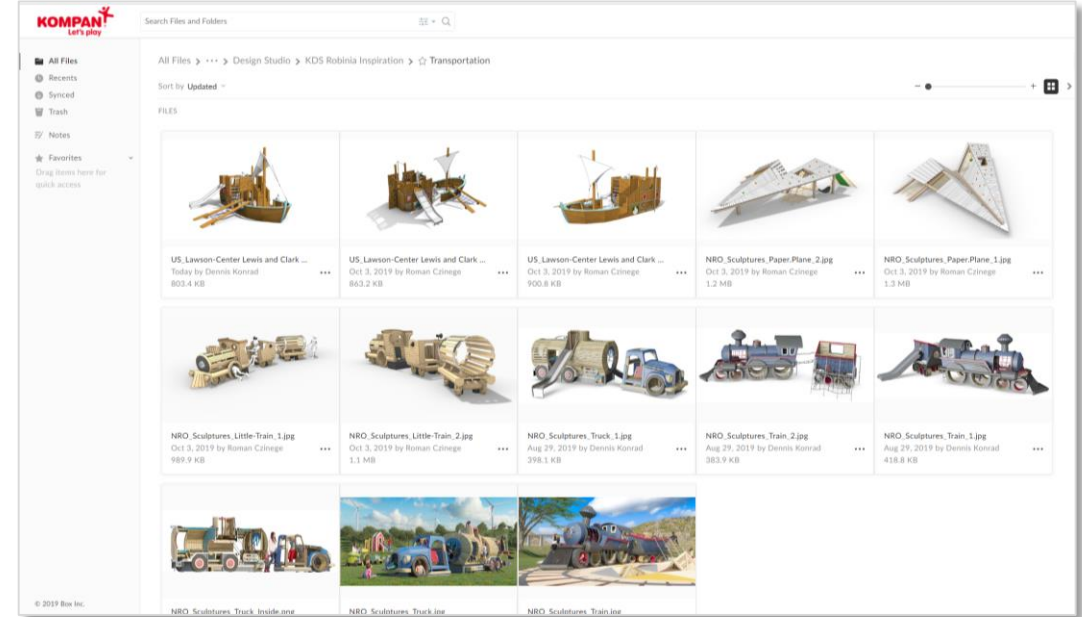 KOMPAN
Let's play
Search Files and Folders
All Files
Recents
Synced
Trash
Notes
Favorites
Drag items here for
quick access
All Files > ··· > Design Studio > KDS Robinia Inspiration > ☆ Transportation
Sort by Updated
FILES
US_Lawson-Center Lewis and Clark ...
Today by Dennis Konrad
803.4 KB
US_Lawson-Center Lewis and Clark ...
Oct 3, 2019 by Roman Czinege
863.2 KB
US_Lawson-Center Lewis and Clark ...
Oct 3, 2019 by Roman Czinege
900.8 KB
NRO_Sculptures_Paper.Plane_2.jpg
Oct 3, 2019 by Roman Czinege
1.2 MB
NRO_Sculptures_Paper.Plane_1.jpg
Oct 3, 2019 by Roman Czinege
1.3 MB
NRO_Sculptures_Little-Train_1.jpg
Oct 3, 2019 by Roman Czinege
989.9 KB
NRO_Sculptures_Little-Train_2.jpg
Oct 3, 2019 by Roman Czinege
1.1 MB
NRO_Sculptures_Truck_1.jpg
Aug 29, 2019 by Dennis Konrad
398.1 KB
NRO_Sculptures_Train_2.jpg
Aug 29, 2019 by Dennis Konrad
383.9 KB
NRO_Sculptures_Train_1.jpg
Aug 29, 2019 by Dennis Konrad
418.8 KB
NRO_Sculptures_Truck_Inside.png
NRO_Sculptures_Truck.jpg
NRO_Sculptures_Train.jpg
© 2019 Box Inc.